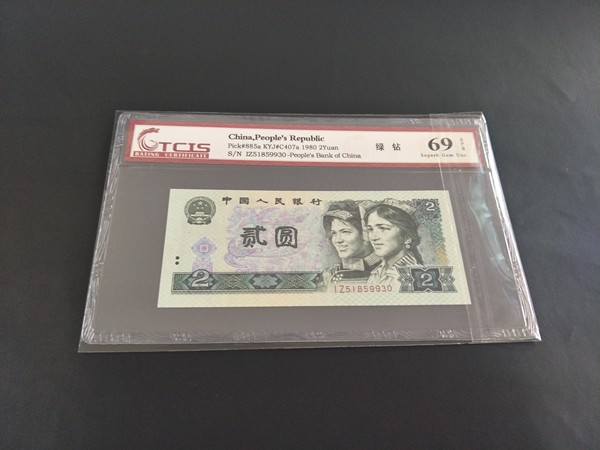 TCIS
RATING CERTIFICATE
China,People's Republic
Pick#885a KYJ#C407a 1980 2Yuan
S/N IZ51859930-People's Bank of China
绿 钻
69 EPQ
Superb Gem Unc
中国人民银行
贰圆
2
2
2
IZ51859930